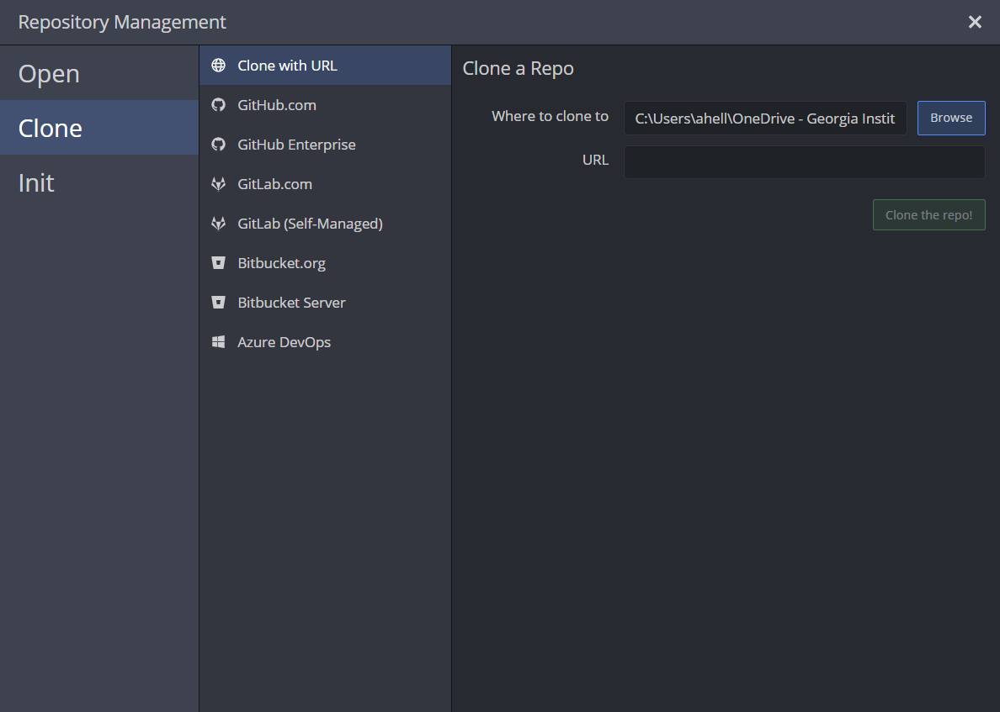 Repository Management
Open
Clone
Init
Clone with URL
GitHub.com
GitHub Enterprise
GitLab.com
GitLab (Self-Managed)
Bitbucket.org
Bitbucket Server
Azure DevOps
Clone a Repo
Where to clone to
C:\Users\ahell\OneDrive - Georgia Instit
Browse
URL
Clone the repo!